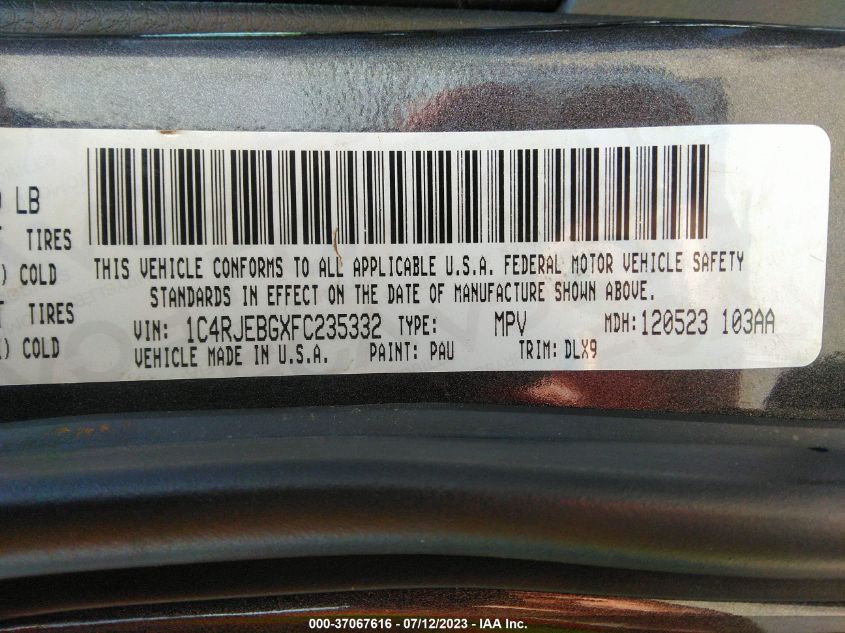 LB
TIRES
) COLD
TIRES
) COLD
THIS VEHICLE CONFORMS TO ALL APPLICABLE U.S.A. FEDERAL MOTOR VEHICLE SAFETY
STANDARDS IN EFFECT ON THE DATE OF MANUFACTURE SHOWN ABOVE.
VIN: 1C4RJEBGXFC235332 TYPE: MPV MDH: 120523 103AA
VEHICLE MADE IN U.S.A. PAINT: PAU TRIM: DLX9
000-37067616 - 07/12/2023 - IAA Inc.